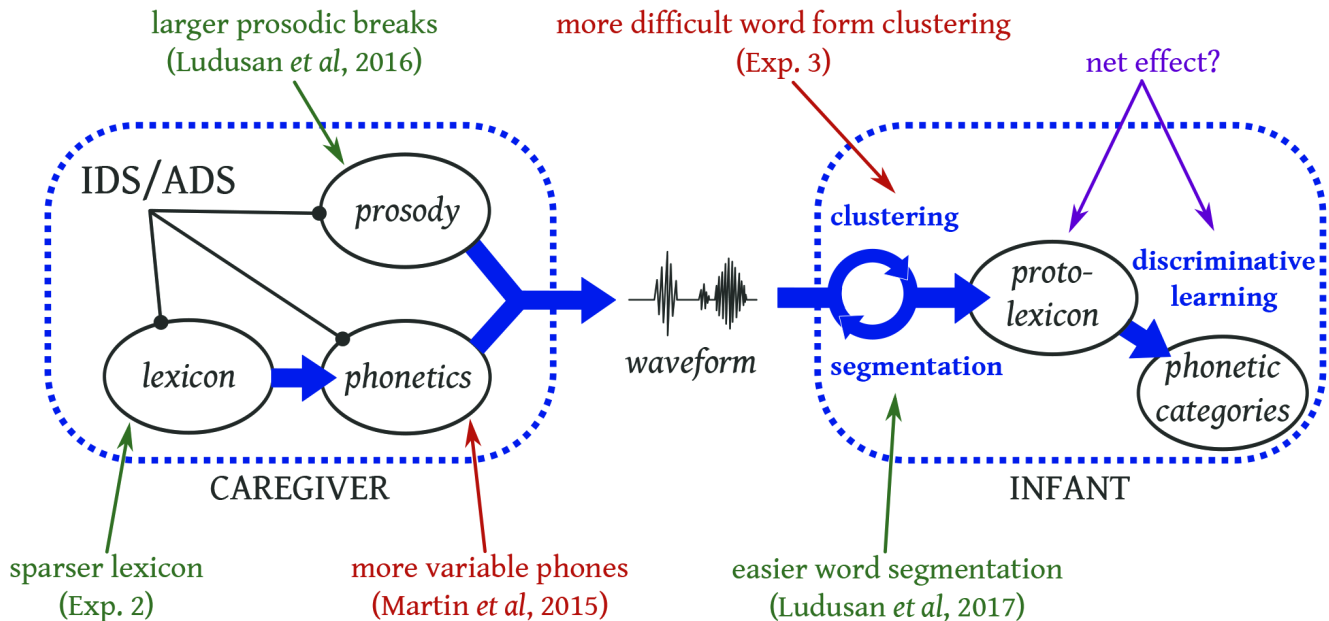 larger prosodic breaks
(Ludusan et al, 2016)
more difficult word form clustering
(Exp. 3)
net effect?
IDS/ADS
prosody
lexicon
phonetics
CAREGIVER
waveform
clustering
segmentation
proto-
lexicon
discriminative
learning
phonetic
categories
INFANT
sparser lexicon
(Exp. 2)
more variable phones
(Martin et al, 2015)
easier word segmentation
(Ludusan et al, 2017)